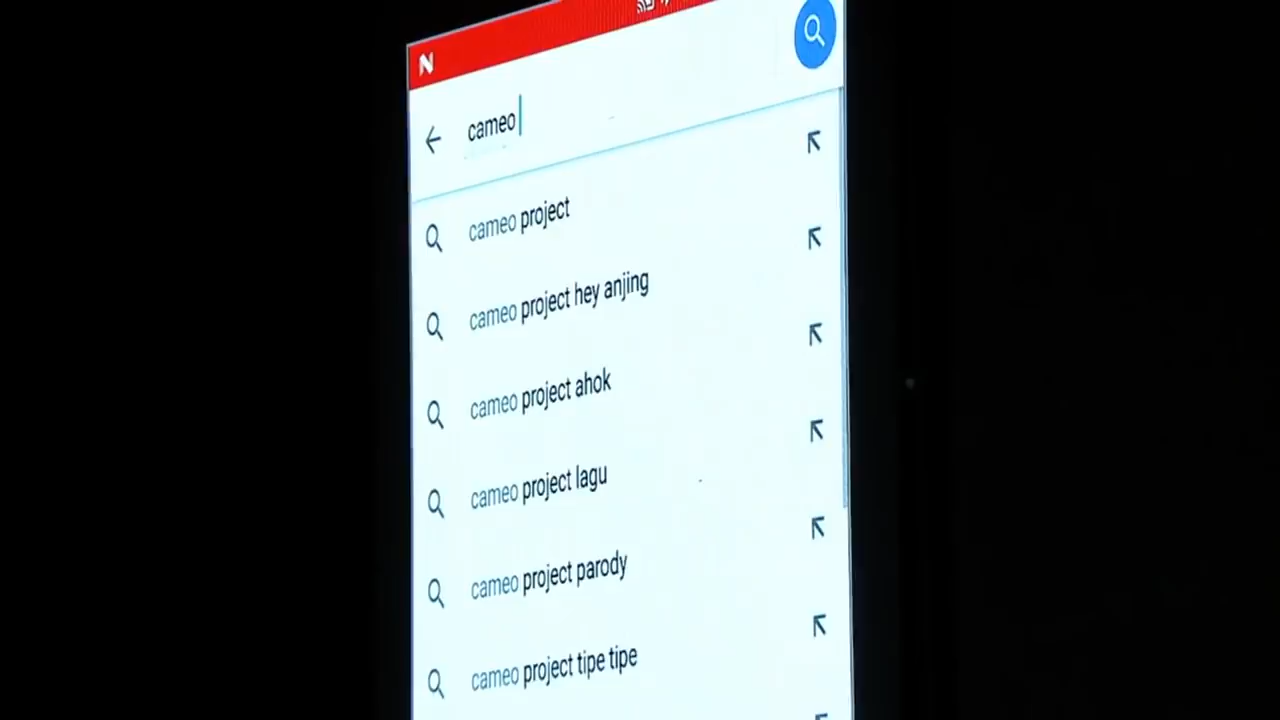 cameo
cameo project
cameo project hey anjing
cameo project ahok
cameo project lagu
cameo project parody
cameo project tipe tipe